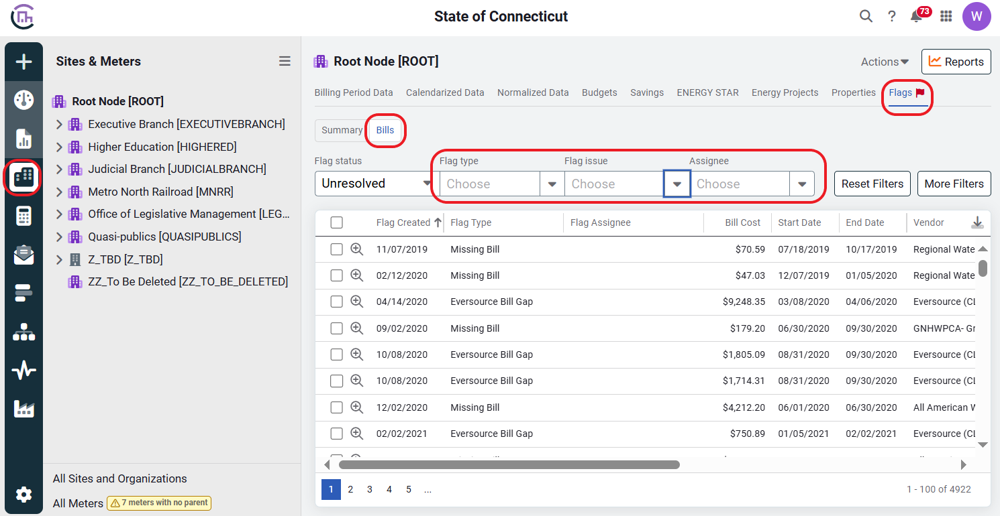 State of Connecticut
73
W
Sites & Meters
Root Node [ROOT]
Executive Branch [EXECUTIVEBRANCH]
Higher Education [HIGHERED]
Judicial Branch [JUDICIALBRANCH]
Metro North Railroad [MNRR]
Office of Legislative Management [LEG...
Quasi-publics [QUASIPUBLICS]
Z_TBD [Z_TBD]
ZZ_To Be Deleted [ZZ_TO_BE_DELETED]
All Sites and Organizations
All Meters 7 meters with no parent
Root Node [ROOT]
Actions Reports
Billing Period Data Calendarized Data Normalized Data Budgets Savings ENERGY STAR Energy Projects Properties Flags
Summary Bills
Flag status Flag type Flag issue Assignee
Unresolved Choose Choose Choose Reset Filters More Filters
Flag Created Flag Type Flag Assignee Bill Cost Start Date End Date Vendor
11/07/2019 Missing Bill $70.59 07/18/2019 10/17/2019 Regional Wate
02/12/2020 Missing Bill $47.03 12/07/2019 01/05/2020 Regional Wate
04/14/2020 Eversource Bill Gap $9,248.35 03/08/2020 04/06/2020 Eversource (CL
09/02/2020 Missing Bill $179.20 06/30/2020 09/30/2020 GNHWPCA- Gr
10/08/2020 Eversource Bill Gap $1,805.09 08/31/2020 09/30/2020 Eversource (CL
10/08/2020 Eversource Bill Gap $1,714.31 08/31/2020 09/30/2020 Eversource (CL
12/02/2020 Missing Bill $4,212.20 06/01/2020 06/30/2020 All American W
02/02/2021 Eversource Bill Gap $750.89 01/05/2021 02/02/2021 Eversource (CL
1 2 3 4 5 ... 1 - 100 of 4922